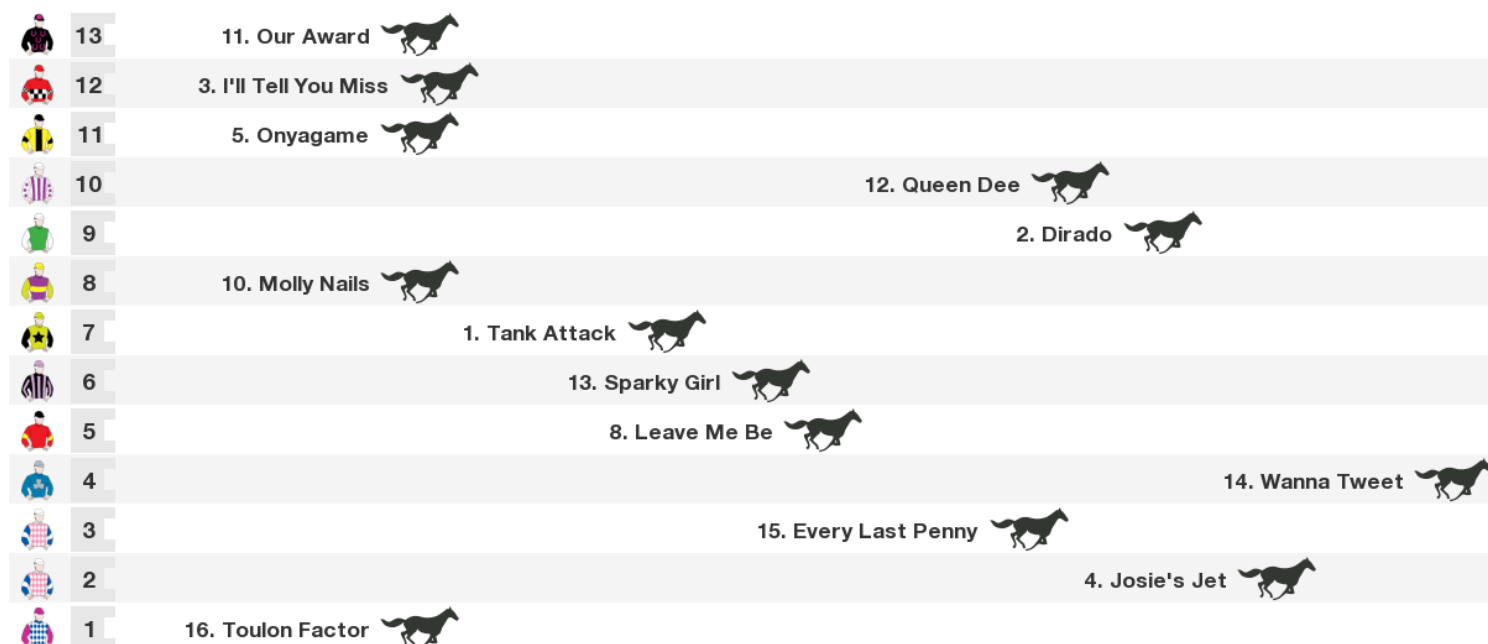 13 11. Our Award
12 3. I'll Tell You Miss
11 5. Onyagame
10 12. Queen Dee
9 2. Dirado
8 10. Molly Nails
7 1. Tank Attack
6 13. Sparky Girl
5 8. Leave Me Be
4 14. Wanna Tweet
3 15. Every Last Penny
2 4. Josie's Jet
1 16. Toulon Factor